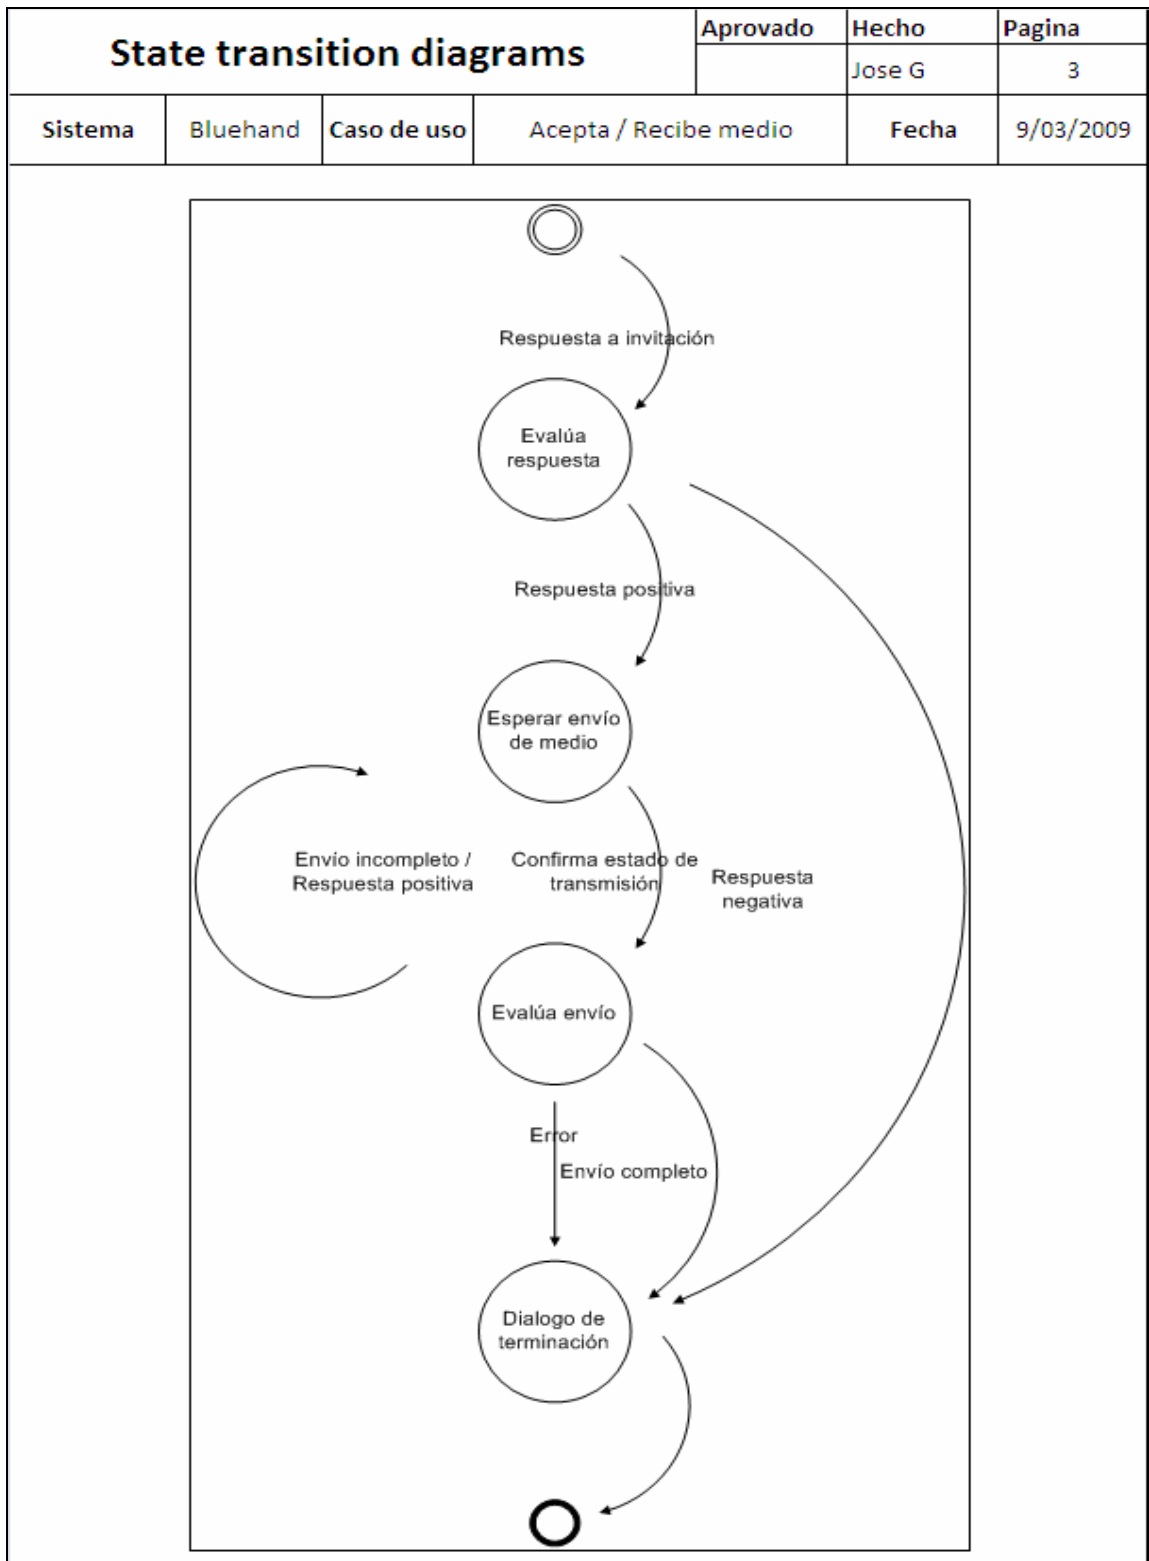 State transition diagrams
Aprovado
Hecho
Pagina
Jose G
3
Sistema
Bluehand
Caso de uso
Acepta / Recibe medio
Fecha
9/03/2009
Respuesta a invitación
Evalúa
respuesta
Respuesta positiva
Esperar envío
de medio
Envío incompleto /
Respuesta positiva
Confirma estado de
transmisión
Respuesta
negativa
Evalúa envío
Error
Envío completo
Dialogo de
terminación